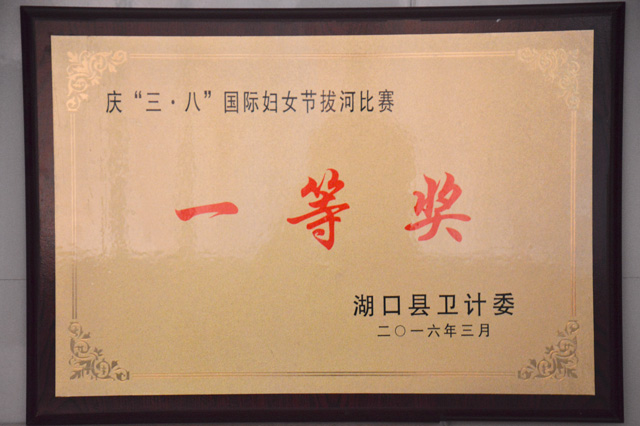 庆“三·八”国际妇女节拔河比赛
一等奖
湖口县卫计委
二〇一六年三月